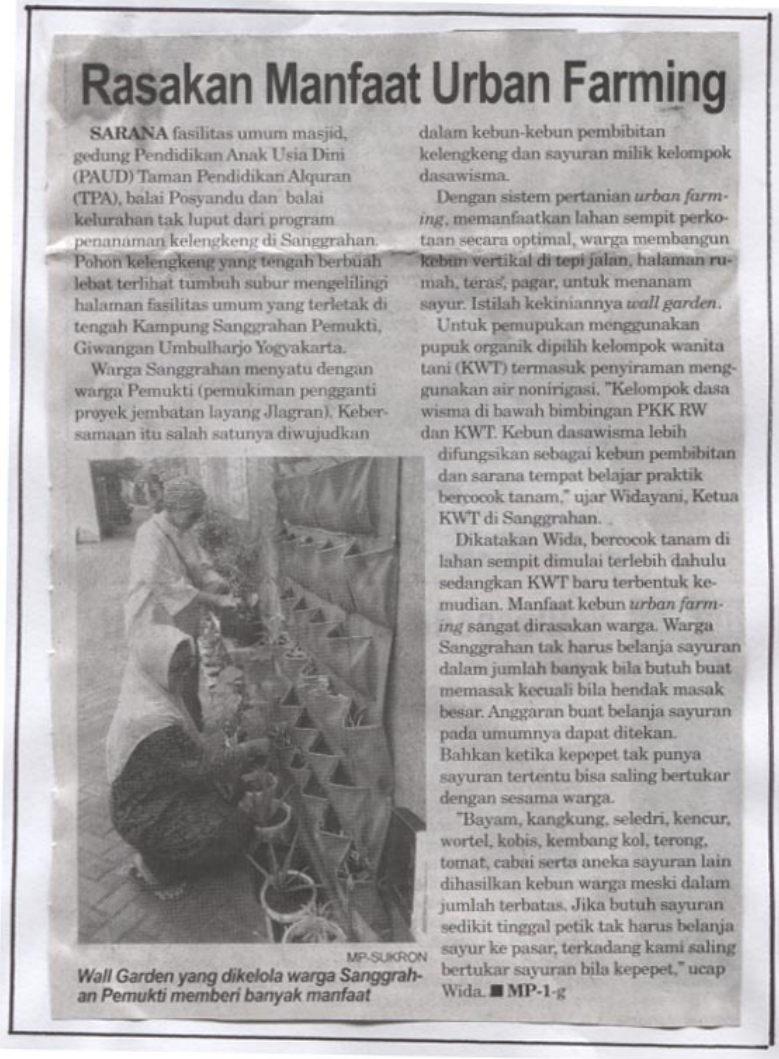 Rasakan Manfaat Urban Farming
SARANA fasilitas umum masjid,
gedung Pendidikan Anak Usia Dini
(PAUD) Taman Pendidikan Alquran
(TPA), balai Posyandu dan balai
kelurahan tak luput dari program
penanaman kelengkeng di Sanggrahan.
Pohon kelengkeng yang tengah berbuah
lebat terlihat tumbuh subur mengelilingi
halaman fasilitas umum yang terletak di
tengah Kampung Sanggrahan Pemukti,
Giwangan Umbulharjo Yogyakarta.
Warga Sanggrahan menyatu dengan
warga Pemukti (pemukiman pengganti
proyek jembatan layang Jlagran). Keber-
samaan itu salah satunya diwujudkan
dalam kebun-kebun pembibitan
kelengkeng dan sayuran milik kelompok
dasawisma.
Dengan sistem pertanian urban farm-
ing, memanfaatkan lahan sempit perko-
taan secara optimal, warga membangun
kebun vertikal di tepi jalan, halaman ru-
mah, teras, pagar, untuk menanam
sayur. Istilah kekiniannya wall garden.
Untuk pemupukan menggunakan
pupuk organik dipilih kelompok wanita
tani (KWT) termasuk penyiraman meng-
gunakan air nonirigasi. "Kelompok dasa
wisma di bawah bimbingan PKK RW
dan KWT. Kebun dasawisma lebih
difungsikan sebagai kebun pembibitan
dan sarana tempat belajar praktik
bercocok tanam," ujar Widayani, Ketua
KWT di Sanggrahan.
Dikatakan Wida, bercocok tanam di
lahan sempit dimulai terlebih dahulu
sedangkan KWT baru terbentuk ke-
mudian. Manfaat kebun urban farm-
ing sangat dirasakan warga. Warga
Sanggrahan tak harus belanja sayuran
dalam jumlah banyak bila butuh buat
memasak kecuali bila hendak masak
besar. Anggaran buat belanja sayuran
pada umumnya dapat ditekan.
Bahkan ketika kepepet tak punya
sayuran tertentu bisa saling bertukar
dengan sesama warga.
"Bayam, kangkung, seledri, kencur,
wortel, kobis, kembang kol, terong,
tomat, cabai serta aneka sayuran lain
dihasilkan kebun warga meski dalam
jumlah terbatas. Jika butuh sayuran
sedikit tinggal petik tak harus belanja
sayur ke pasar, terkadang kami saling
bertukar sayuran bila kepepet," ucap
Wida. ■ MP-1-g
MP-SUKRON
Wall Garden yang dikelola warga Sanggrah-
an Pemukti memberi banyak manfaat